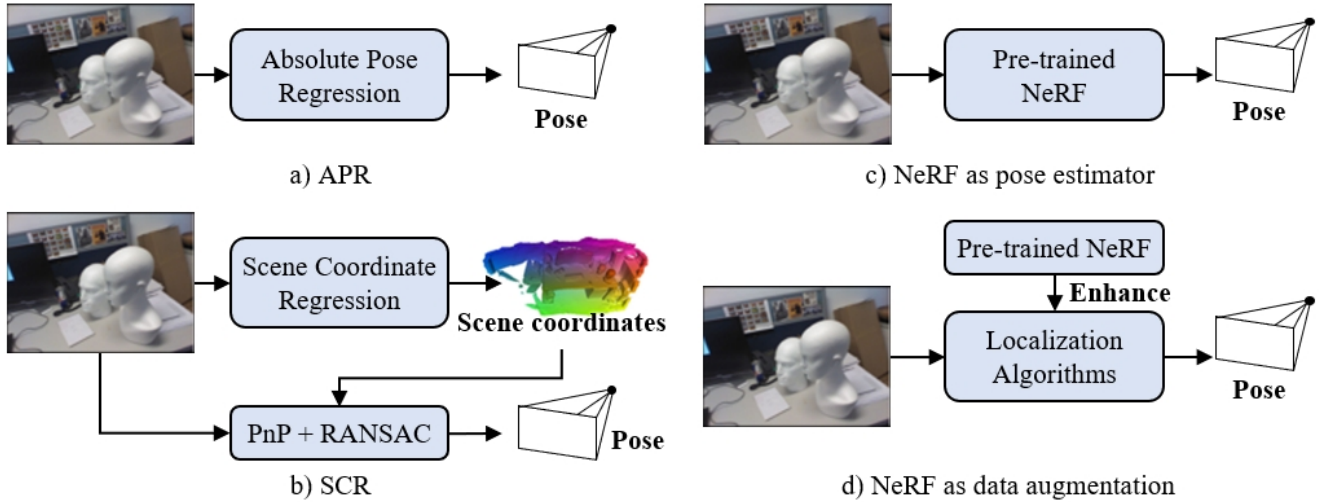 Absolute Pose
Regression
Pose
a) APR
Scene Coordinate
Regression
Scene coordinates
PnP + RANSAC
Pose
b) SCR
Pre-trained
NeRF
Pose
c) NeRF as pose estimator
Pre-trained NeRF
Enhance
Localization
Algorithms
Pose
d) NeRF as data augmentation